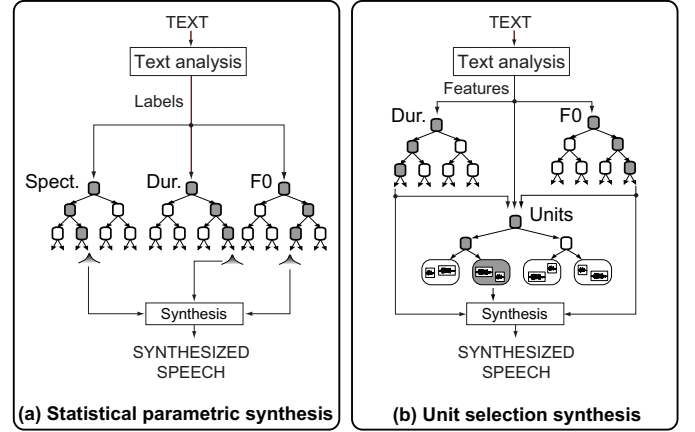 TEXT
Text analysis
Labels
Spect.
Dur.
F0
Synthesis
SYNTHESIZED
SPEECH
(a) Statistical parametric synthesis
TEXT
Text analysis
Features
Dur.
F0
Units
Synthesis
SYNTHESIZED
SPEECH
(b) Unit selection synthesis